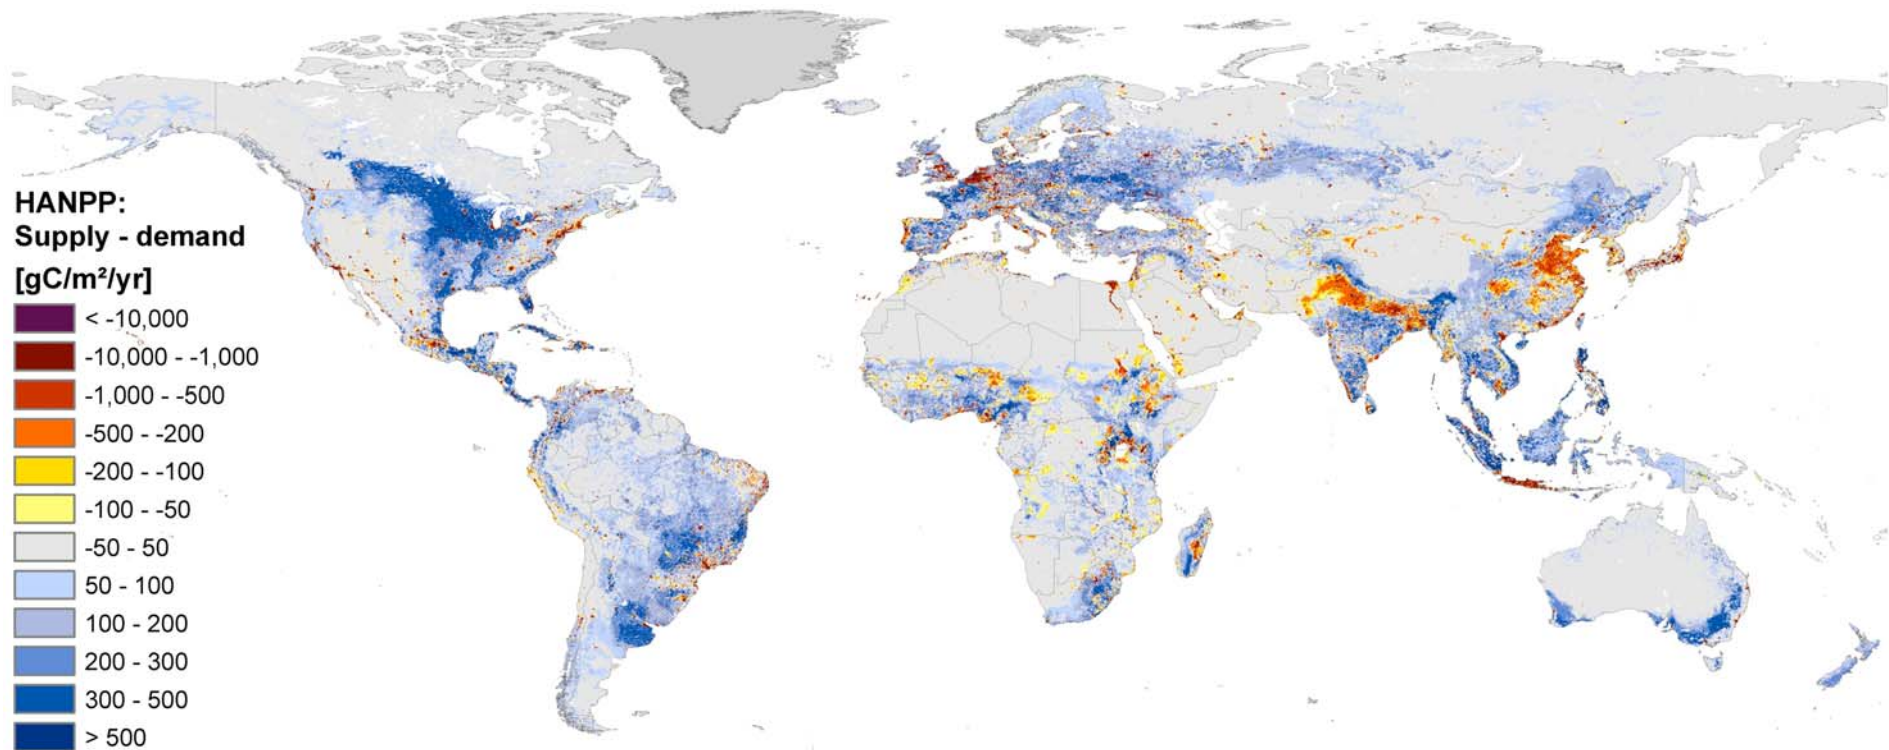 HANPP:
Supply - demand
[gC/m²/yr]
< -10,000
-10,000 - -1,000
-1,000 - -500
-500 - -200
-200 - -100
-100 - -50
-50 - 50
50 - 100
100 - 200
200 - 300
300 - 500
> 500